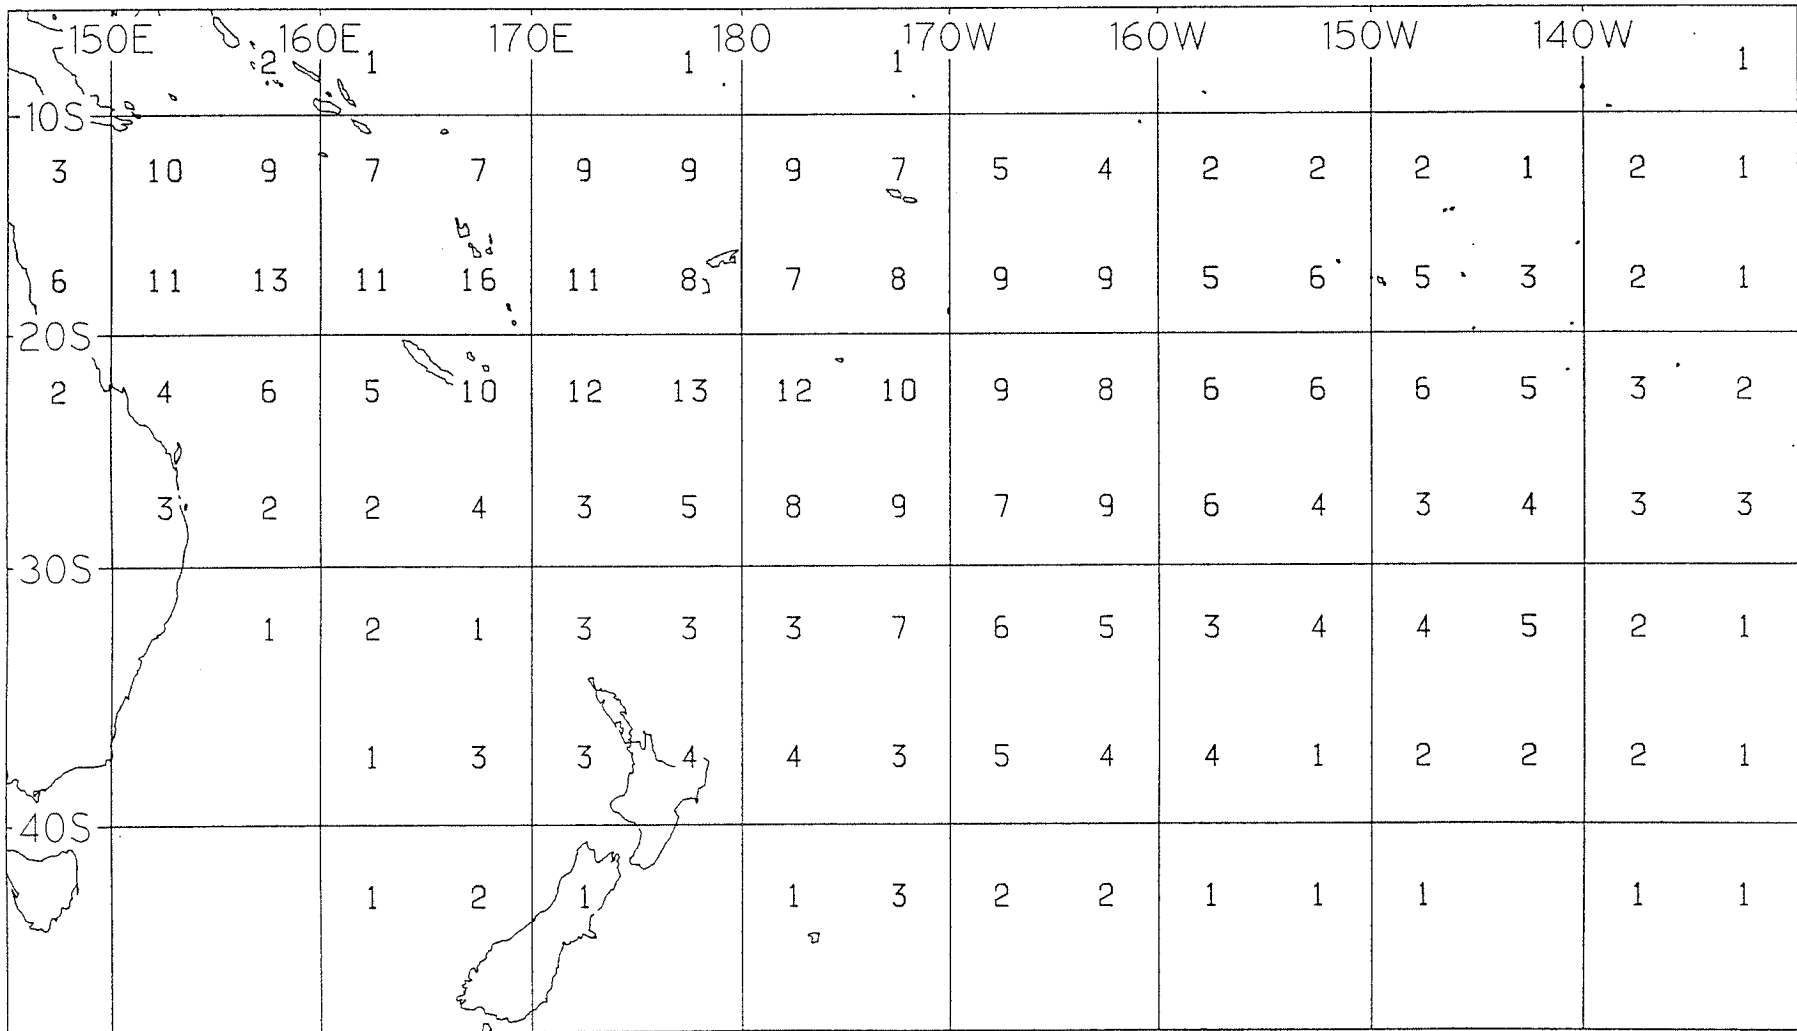 150E 160E 170E 180 170W 160W 150W 140W
2 1 1 1 1
10S
3 10 9 7 7 9 9 9 7 5 4 2 2 2 1 2 1
6 11 13 11 16 11 8 7 8 9 9 5 6 5 3 2 1
20S
2 4 6 5 10 12 13 12 10 9 8 6 6 6 5 3 2
3 2 2 4 3 5 8 9 7 9 6 4 3 4 3 3
30S
1 2 1 3 3 3 7 6 5 3 4 4 5 2 1
1 3 3 4 4 3 5 4 4 1 2 2 2 1
40S
1 2 1 1 3 2 2 1 1 1 1 1